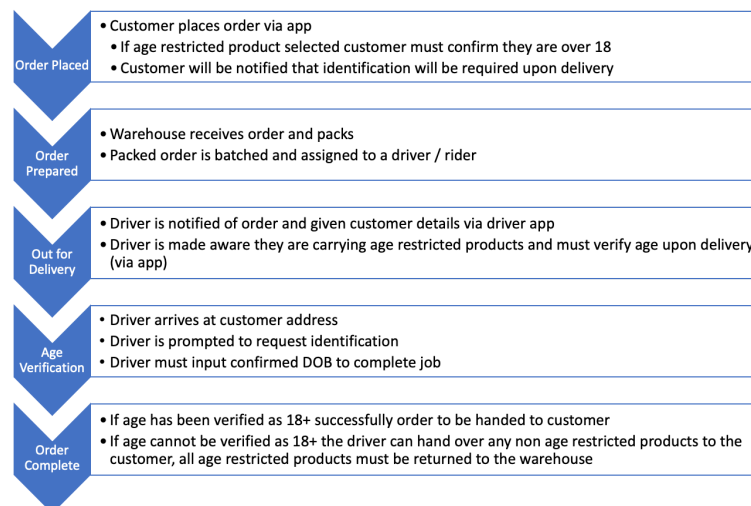 Order Placed
• Customer places order via app
• If age restricted product selected customer must confirm they are over 18
• Customer will be notified that identification will be required upon delivery
Order
Prepared
• Warehouse receives order and packs
• Packed order is batched and assigned to a driver / rider
Out for
Delivery
• Driver is notified of order and given customer details via driver app
• Driver is made aware they are carrying age restricted products and must verify age upon delivery
(via app)
Age
Verification
• Driver arrives at customer address
• Driver is prompted to request identification
• Driver must input confirmed DOB to complete job
Order
Complete
• If age has been verified as 18+ successfully order to be handed to customer
• If age cannot be verified as 18+ the driver can hand over any non age restricted products to the
customer, all age restricted products must be returned to the warehouse